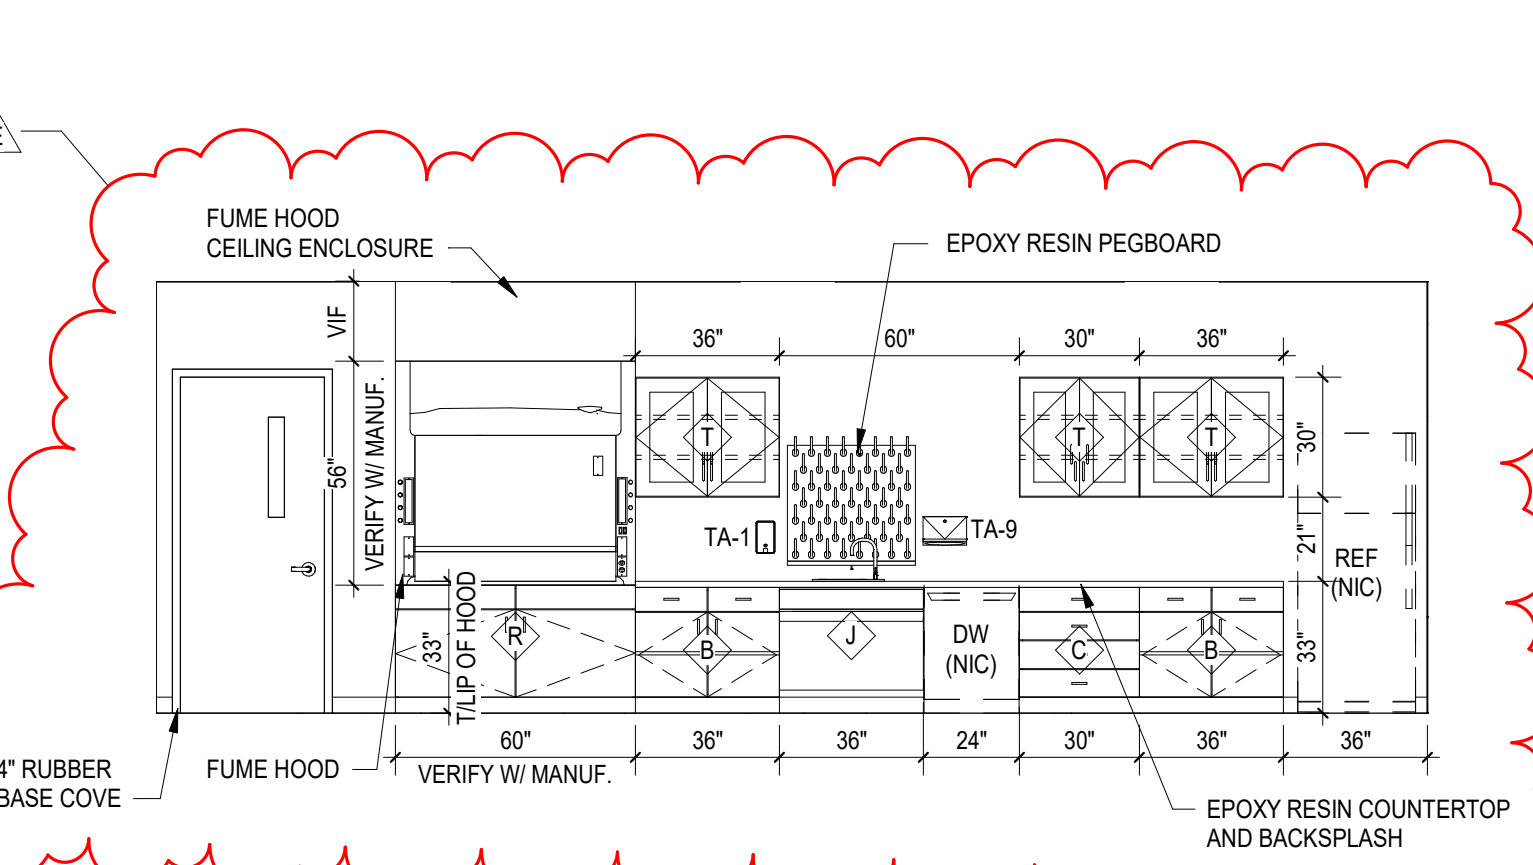 E
FUME HOOD
CEILING ENCLOSURE
EPOXY RESIN PEGBOARD
VIF
36"
60"
30"
36"
56"
VERIFY W/ MANUF.
T
T
T
30"
TA-1
TA-9
21"
REF
(NIC)
33"
T/LIP OF HOOD
R
B
J
DW
(NIC)
C
B
33"
60"
36"
36"
24"
30"
36"
36"
VERIFY W/ MANUF.
4" RUBBER
BASE COVE
FUME HOOD
EPOXY RESIN COUNTERTOP
AND BACKSPLASH